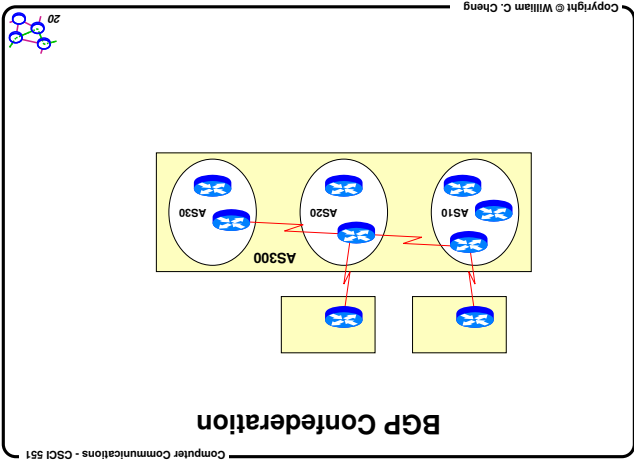 Computer Communications - CSCI 551
BGP Confederation
AS300
AS10
AS20
AS30
20
Copyright © William C. Cheng